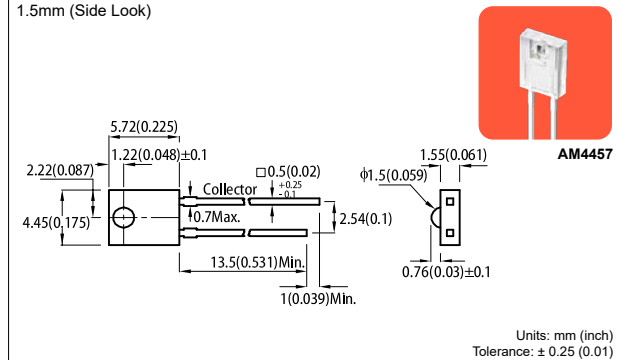 1.5mm (Side Look)
AM4457
5.72(0.225)
1.22(0.048)±0.1
2.22(0.087)
4.45(0.175)
Collector
□0.5(0.02) +0.25 -0.1
0.7Max.
2.54(0.1)
13.5(0.531)Min.
1(0.039)Min.
1.55(0.061)
ϕ1.5(0.059)
0.76(0.03)±0.1
Units: mm (inch)
Tolerance: ± 0.25 (0.01)